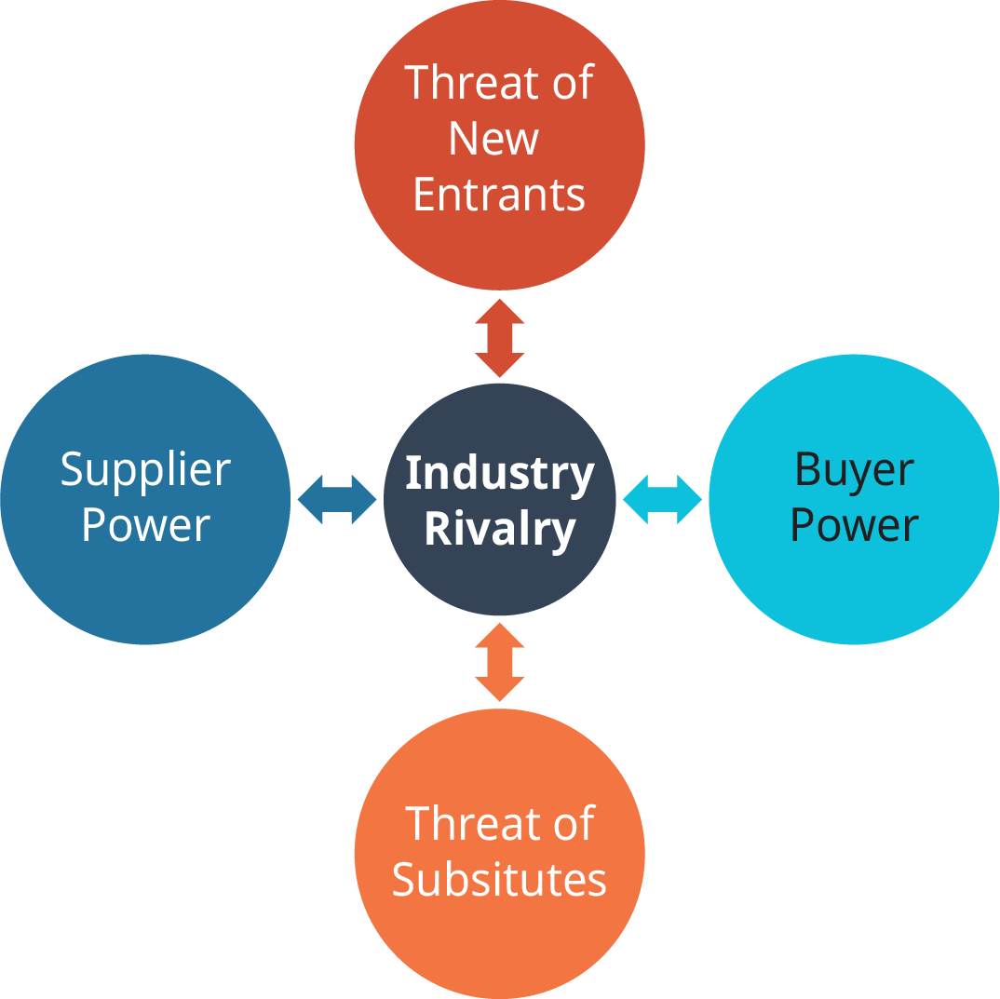 Threat of
New
Entrants
Supplier
Power
Industry
Rivalry
Buyer
Power
Threat of
Subsitutes